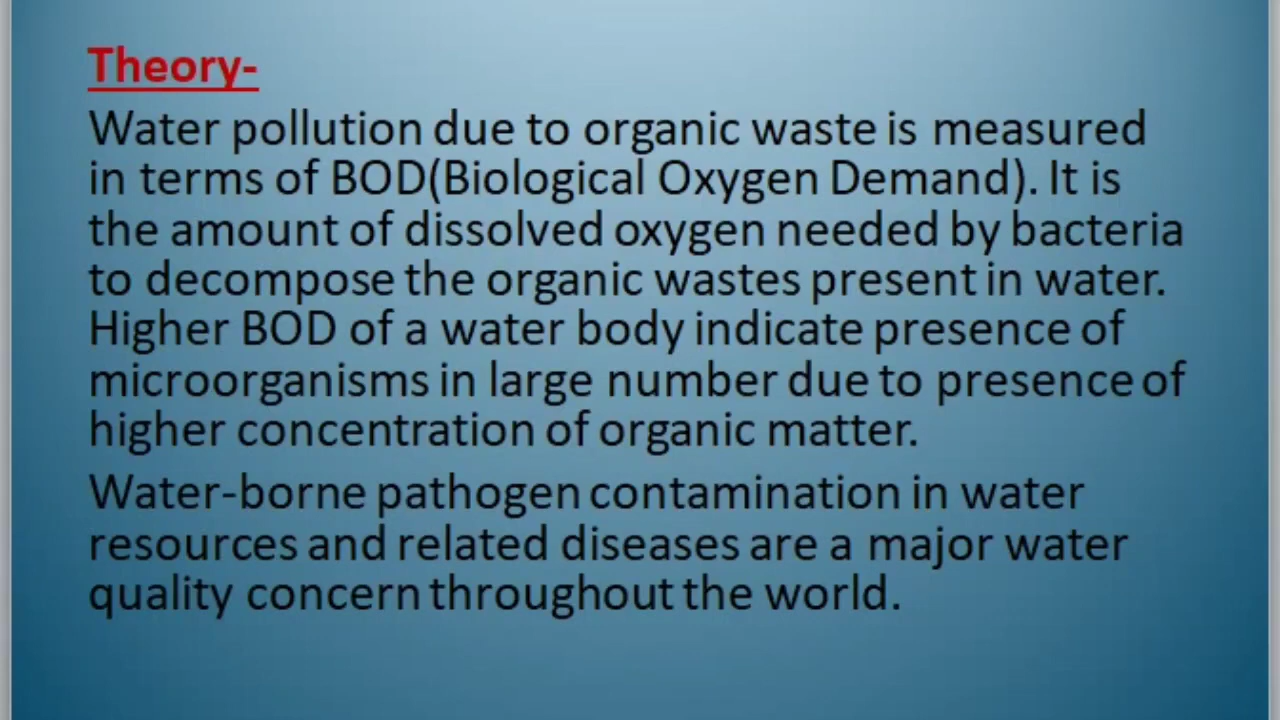 Theory-
Water pollution due to organic waste is measured
in terms of BOD(Biological Oxygen Demand). It is
the amount of dissolved oxygen needed by bacteria
to decompose the organic wastes present in water.
Higher BOD of a water body indicate presence of
microorganisms in large number due to presence of
higher concentration of organic matter.
Water-borne pathogen contamination in water
resources and related diseases are a major water
quality concern throughout the world.